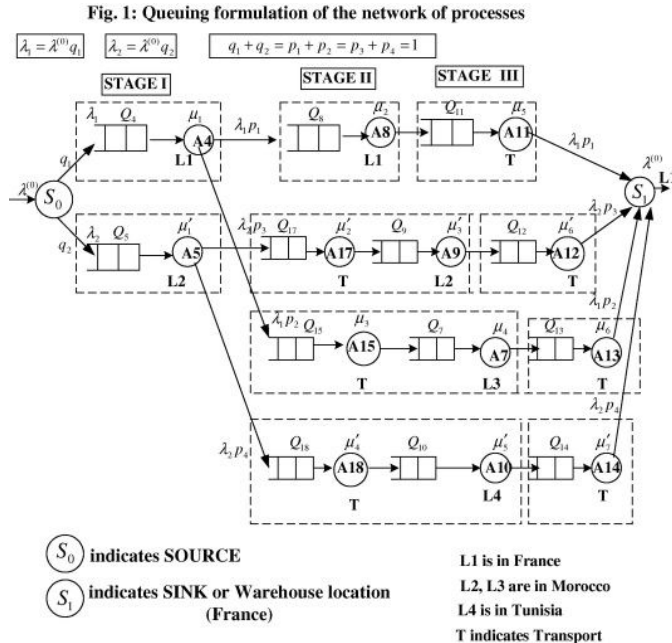 Fig. 1: Queuing formulation of the network of processes
λ₁ = λ⁽⁰⁾q₁
λ₂ = λ⁽⁰⁾q₂
q₁ + q₂ = p₁ + p₂ = p₃ + p₄ = 1
STAGE I
STAGE II
STAGE III
λ₁
Q₄
μ₁
A4
L1
λ₁p₁
Q₈
μ₂
A8
L1
Q₁₁
μ₅
A11
T
λ₁p₁
q₁
λ⁽⁰⁾
S₀
q₂
λ⁽⁰⁾
S₁
L1
λ₂
Q₅
μ′₁
A5
L2
λ₂p₃
Q₁₇
μ′₂
A17
T
Q₉
μ′₃
A9
L2
Q₁₂
μ′₆
A12
T
λ₂p₃
λ₁p₂
Q₁₅
μ₃
A15
T
Q₇
μ₄
A7
L3
Q₁₃
μ₆
A13
T
λ₁p₂
λ₂p₄
Q₁₈
μ′₄
A18
T
Q₁₀
μ′₅
A10
L4
Q₁₄
μ′₇
A14
T
λ₂p₄
S₀ indicates SOURCE
S₁ indicates SINK or Warehouse location
(France)
L1 is in France
L2, L3 are in Morocco
L4 is in Tunisia
T indicates Transport